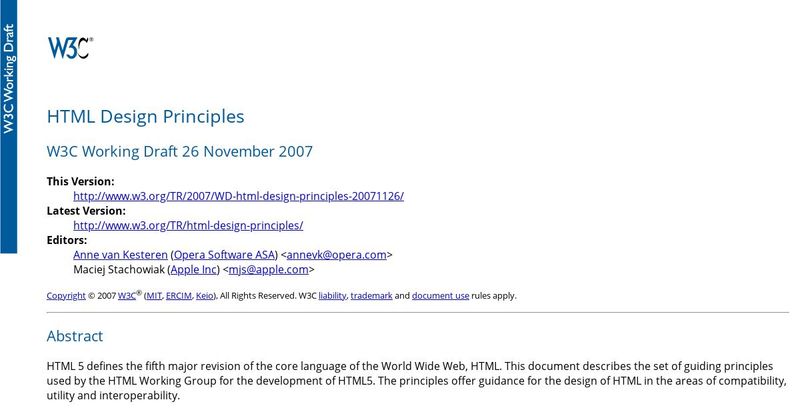 W3C Working Draft
W3C®
HTML Design Principles
W3C Working Draft 26 November 2007
This Version:
http://www.w3.org/TR/2007/WD-html-design-principles-20071126/
Latest Version:
http://www.w3.org/TR/html-design-principles/
Editors:
Anne van Kesteren (Opera Software ASA) <annevk@opera.com>
Maciej Stachowiak (Apple Inc) <mjs@apple.com>
Copyright © 2007 W3C® (MIT, ERCIM, Keio), All Rights Reserved. W3C liability, trademark and document use rules apply.
Abstract
HTML 5 defines the fifth major revision of the core language of the World Wide Web, HTML. This document describes the set of guiding principles
used by the HTML Working Group for the development of HTML5. The principles offer guidance for the design of HTML in the areas of compatibility,
utility and interoperability.